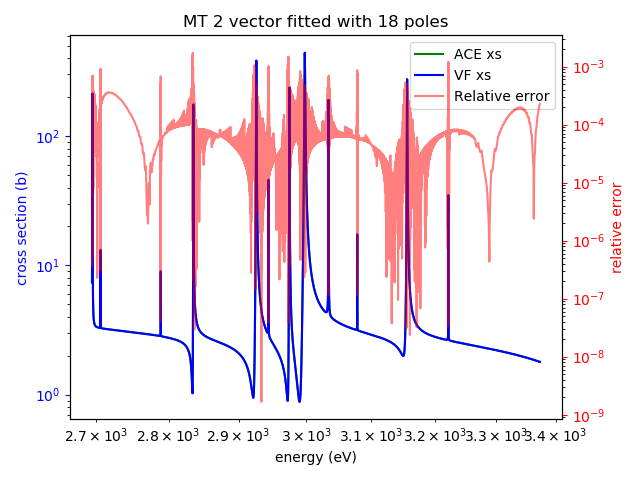 MT 2 vector fitted with 18 poles
ACE xs
VF xs
Relative error
cross section (b)
10²
10¹
10⁰
relative error
10⁻³
10⁻⁴
10⁻⁵
10⁻⁶
10⁻⁷
10⁻⁸
10⁻⁹
2.7 × 10³ 2.8 × 10³ 2.9 × 10³ 3 × 10³ 3.1 × 10³ 3.2 × 10³ 3.3 × 10³ 3.4 × 10³
energy (eV)